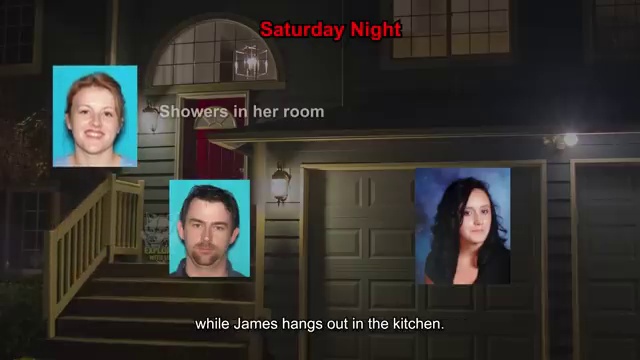 Saturday Night
Showers in her room
while James hangs out in the kitchen.